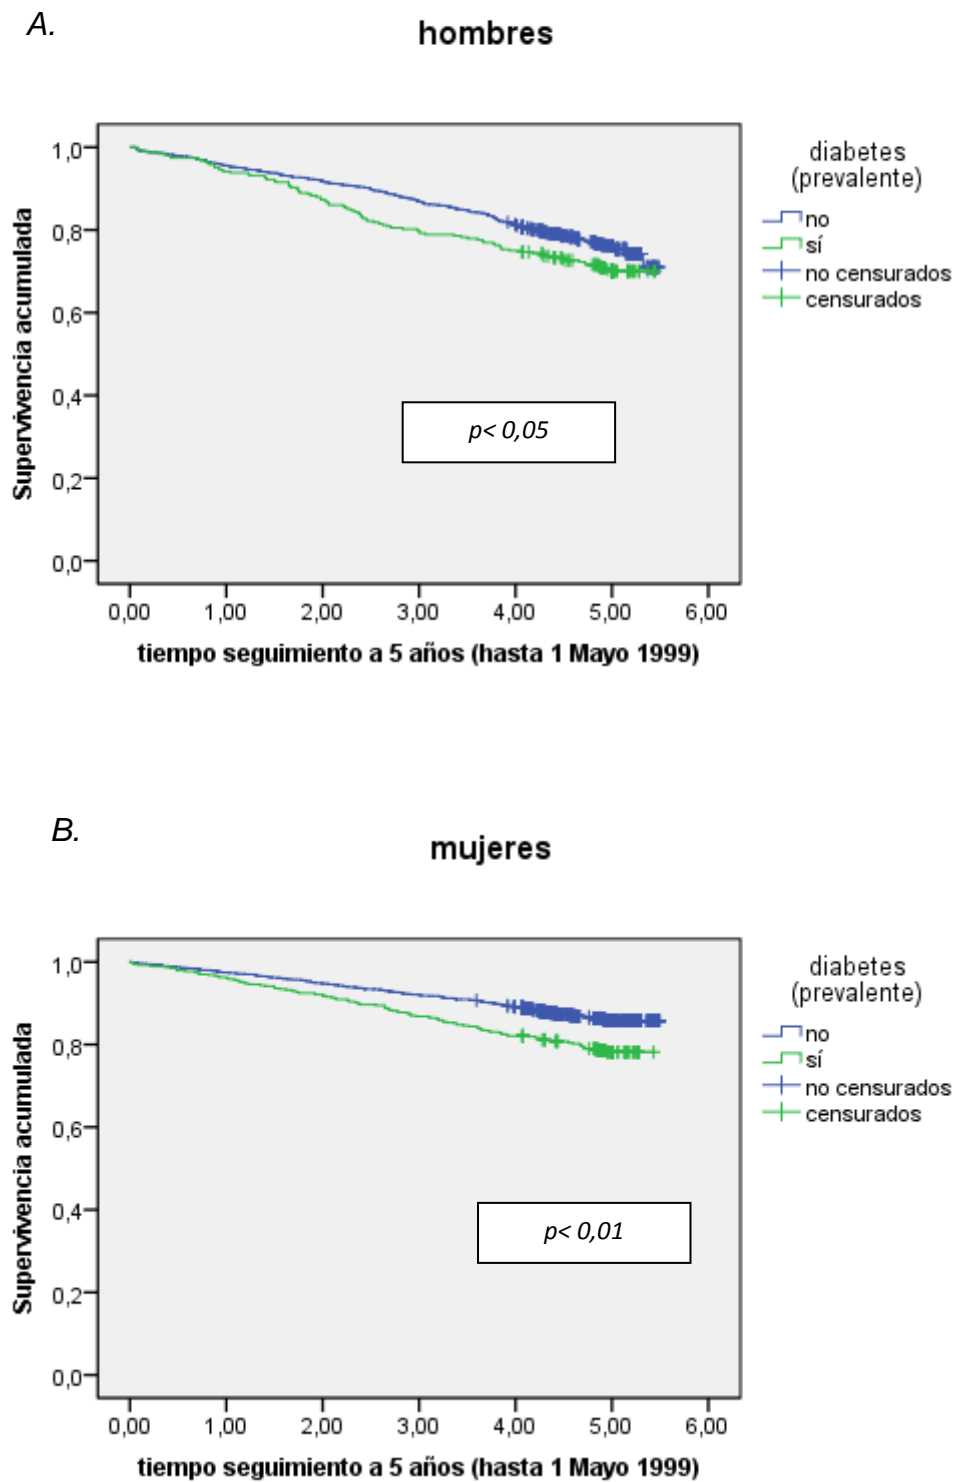 A.
hombres
1,0
0,8
0,6
0,4
0,2
0,0
Supervivencia acumulada
p< 0,05
0,00 1,00 2,00 3,00 4,00 5,00 6,00
tiempo seguimiento a 5 años (hasta 1 Mayo 1999)
diabetes
(prevalente)
no
sí
no censurados
censurados
B.
mujeres
1,0
0,8
0,6
0,4
0,2
0,0
Supervivencia acumulada
p< 0,01
0,00 1,00 2,00 3,00 4,00 5,00 6,00
tiempo seguimiento a 5 años (hasta 1 Mayo 1999)
diabetes
(prevalente)
no
sí
no censurados
censurados